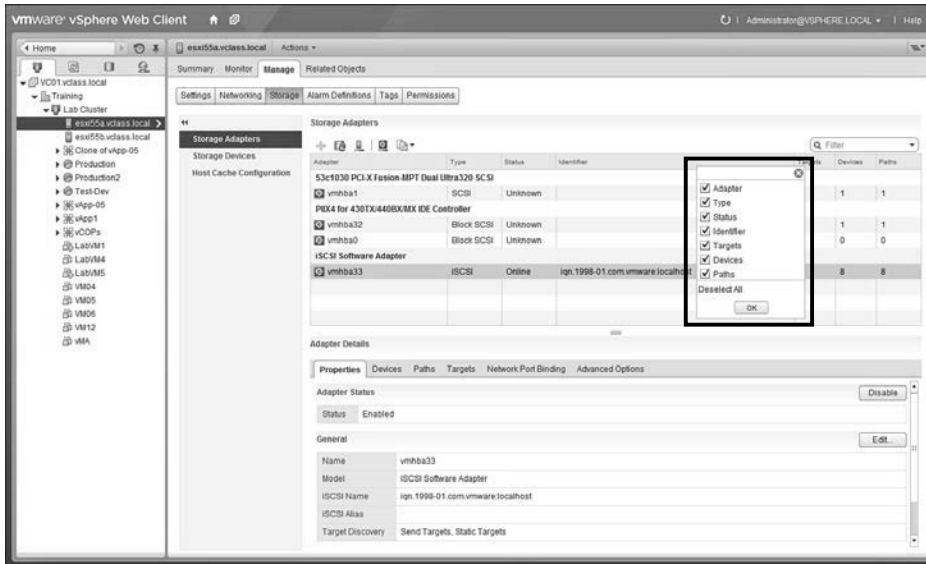 vmware® vSphere Web Client
Administrator@VSPHERE.LOCAL
Help
Home
esxi55a.vclass.local Actions
VC01.vclass.local
Training
Lab Cluster
esxi55a.vclass.local
esxi55b.vclass.local
Clone of vApp-05
Production
Production2
Test-Dev
vApp-05
vApp1
vCOPs
LabVM1
LabVM4
LabVM5
VM04
VM05
VM06
VM12
vMA
Summary Monitor Manage Related Objects
Settings Networking Storage Alarm Definitions Tags Permissions
Storage Adapters
Storage Devices
Host Cache Configuration
Storage Adapters
Filter
Adapter Type Status Identifier Targets Devices Paths
53c1030 PCI-X Fusion-MPT Dual Ultra320 SCSI
vmhba1 SCSI Unknown 1 1
PIIX4 for 430TX/440BX/MX IDE Controller
vmhba32 Block SCSI Unknown 1 1
vmhba0 Block SCSI Unknown 0 0
iSCSI Software Adapter
vmhba33 iSCSI Online iqn.1998-01.com.vmware:localhost 8 8
Adapter
Type
Status
Identifier
Targets
Devices
Paths
Deselect All
OK
Adapter Details
Properties Devices Paths Targets Network Port Binding Advanced Options
Adapter Status
Disable
Status Enabled
General
Edit...
Name vmhba33
Model iSCSI Software Adapter
iSCSI Name iqn.1998-01.com.vmware:localhost
iSCSI Alias
Target Discovery Send Targets, Static Targets